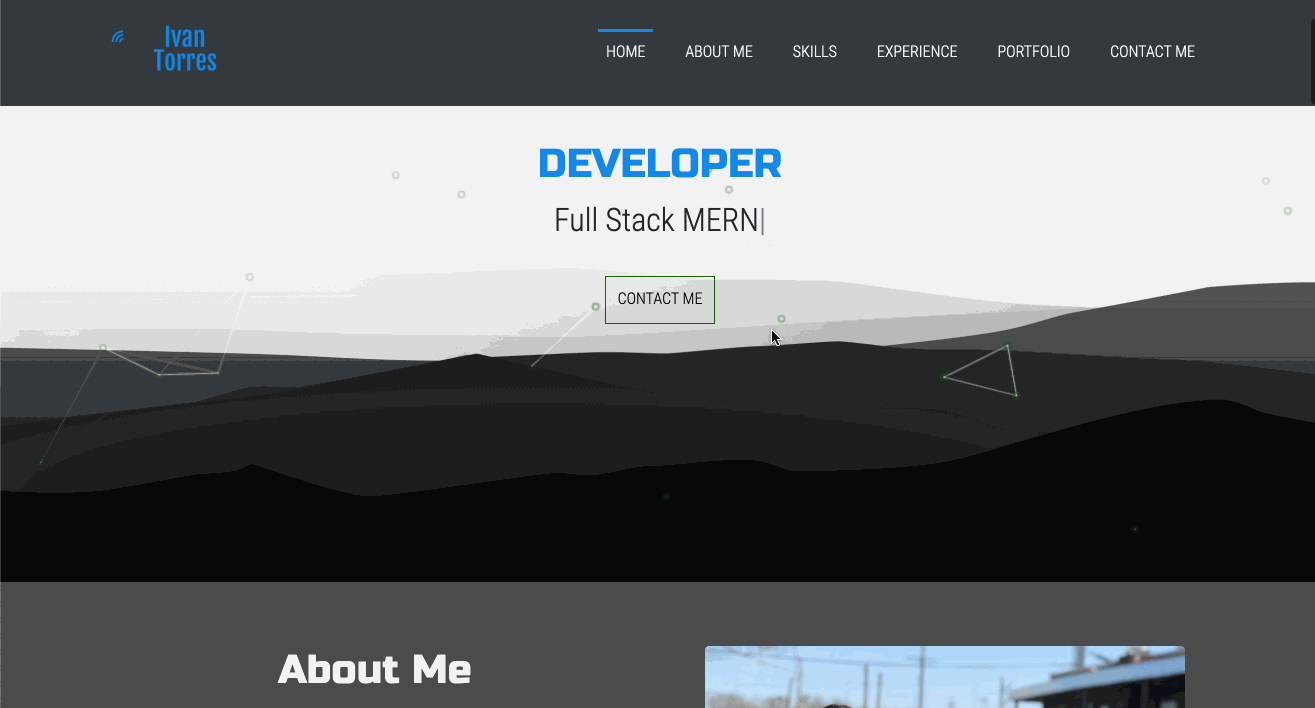 Ivan
Torres
HOME ABOUT ME SKILLS EXPERIENCE PORTFOLIO CONTACT ME
DEVELOPER
Full Stack MERN|
CONTACT ME
About Me